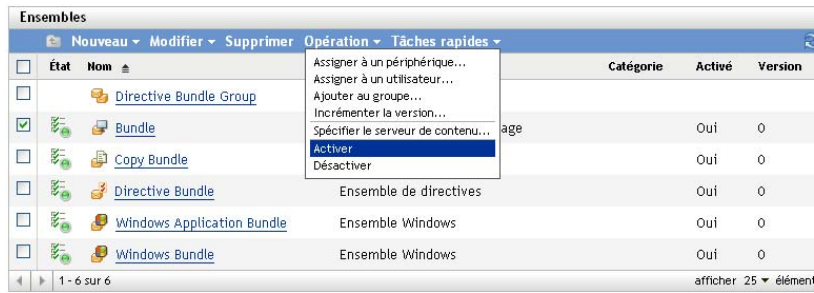 Ensembles
Nouveau Modifier Supprimer Opération Tâches rapides
État Nom Catégorie Activé Version
Assigner à un périphérique...
Assigner à un utilisateur...
Ajouter au groupe...
Incrémenter la version...
Spécifier le serveur de contenu...
Activer
Désactiver
Directive Bundle Group
Bundle age Oui 0
Copy Bundle Oui 0
Directive Bundle Ensemble de directives Oui 0
Windows Application Bundle Ensemble Windows Oui 0
Windows Bundle Ensemble Windows Oui 0
1 - 6 sur 6 afficher 25 élément